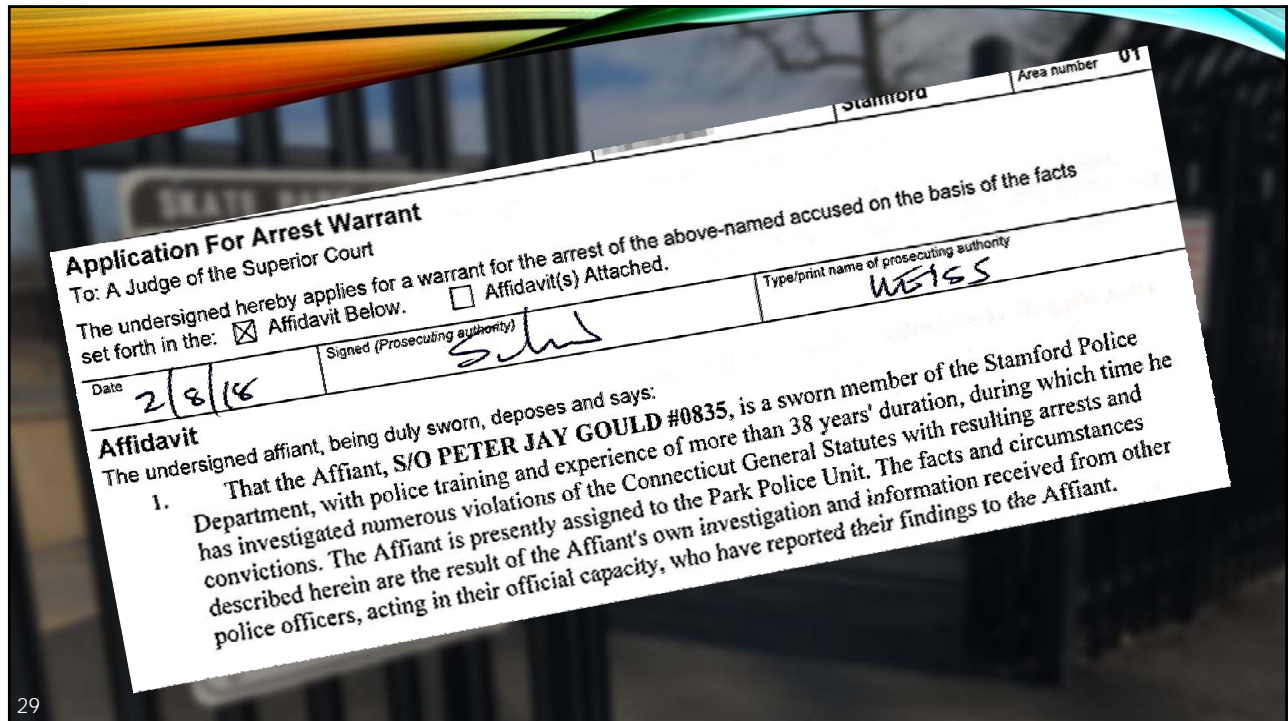 Stamford
Area number 01
SKATE
Application For Arrest Warrant
To: A Judge of the Superior Court
The undersigned hereby applies for a warrant for the arrest of the above-named accused on the basis of the facts
set forth in the: ☒ Affidavit Below. ☐ Affidavit(s) Attached.
Date
2/8/18
Signed (Prosecuting authority)
Type/print name of prosecuting authority
WEISS
Affidavit
The undersigned affiant, being duly sworn, deposes and says:
1. That the Affiant, S/O PETER JAY GOULD #0835, is a sworn member of the Stamford Police
Department, with police training and experience of more than 38 years' duration, during which time he
has investigated numerous violations of the Connecticut General Statutes with resulting arrests and
convictions. The Affiant is presently assigned to the Park Police Unit. The facts and circumstances
described herein are the result of the Affiant's own investigation and information received from other
police officers, acting in their official capacity, who have reported their findings to the Affiant.
29